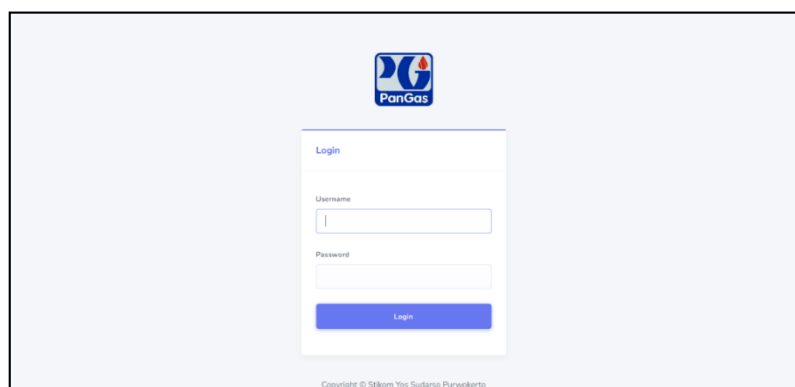 PanGas
Login
Username
Password
Login
Copyright © Stikom Yos Sudarso Purwokerto